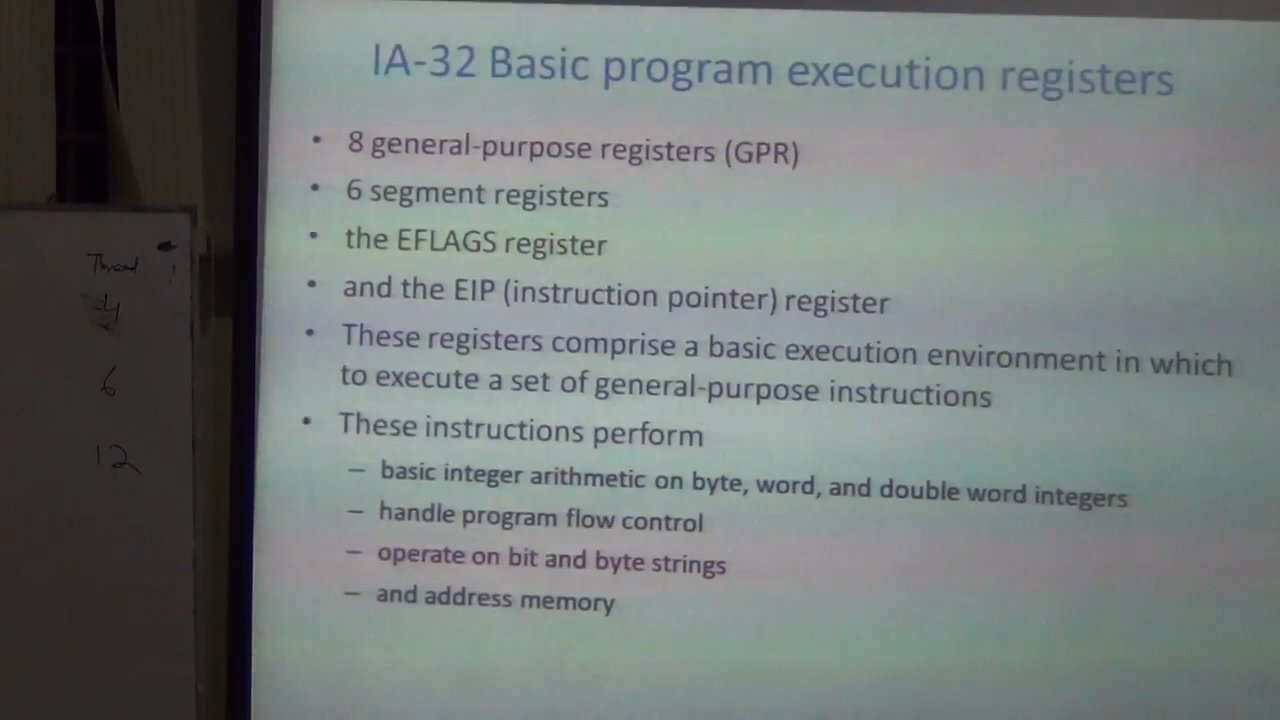 IA-32 Basic program execution registers
• 8 general-purpose registers (GPR)
• 6 segment registers
• the EFLAGS register
• and the EIP (instruction pointer) register
• These registers comprise a basic execution environment in which
to execute a set of general-purpose instructions
• These instructions perform
– basic integer arithmetic on byte, word, and double word integers
– handle program flow control
– operate on bit and byte strings
– and address memory
Thread
4
6
12